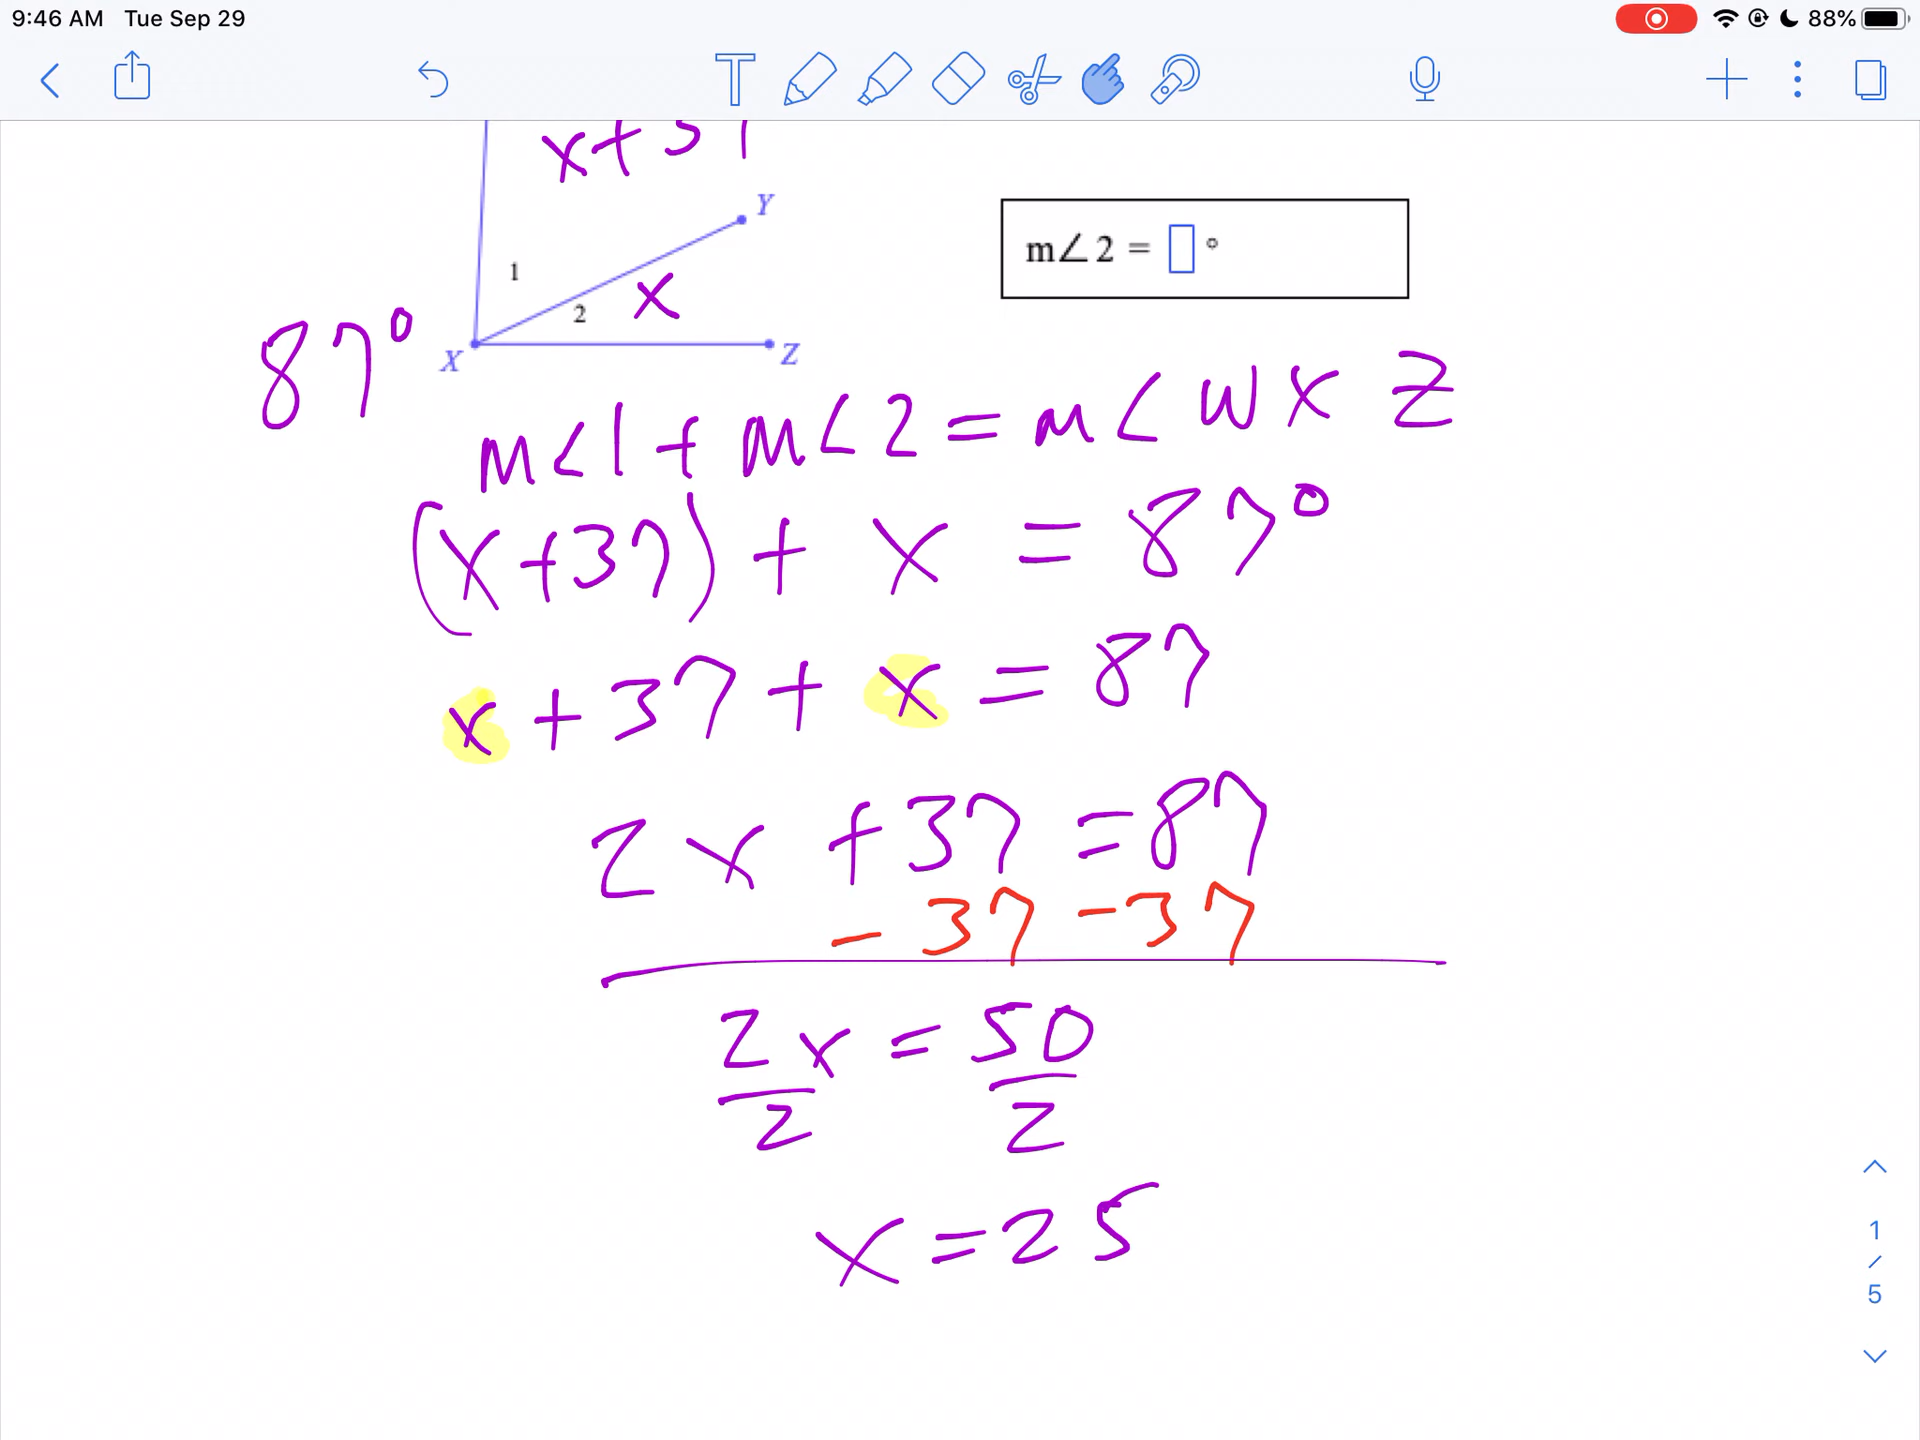 9:46 AM Tue Sep 29
88%
T
x+37
Y
1
m∠2 = °
x
2
87°
X
Z
m<1 + m<2 = m< W X Z
(x+37) + x = 87°
x + 37 + x = 87
2x + 37 = 87
- 37 - 37
2x = 50
2 2
x = 25
1
/
5